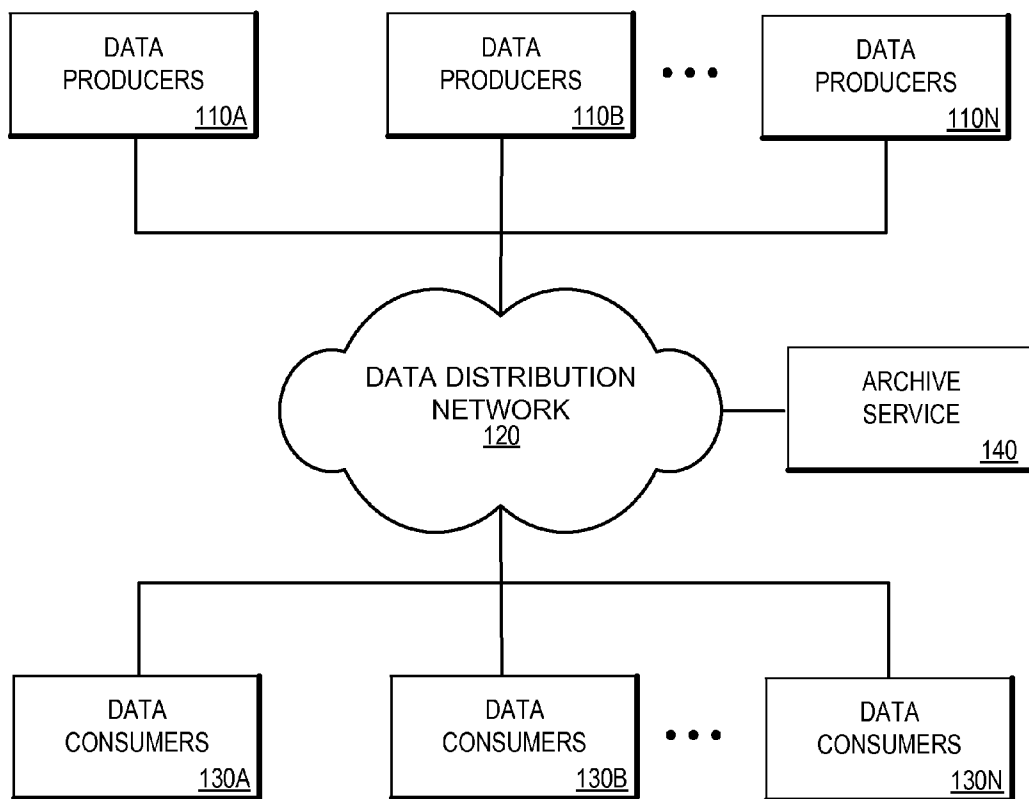 DATA
PRODUCERS
110A
DATA
PRODUCERS
110B
DATA
PRODUCERS
110N
DATA DISTRIBUTION
NETWORK
120
ARCHIVE
SERVICE
140
DATA
CONSUMERS
130A
DATA
CONSUMERS
130B
DATA
CONSUMERS
130N